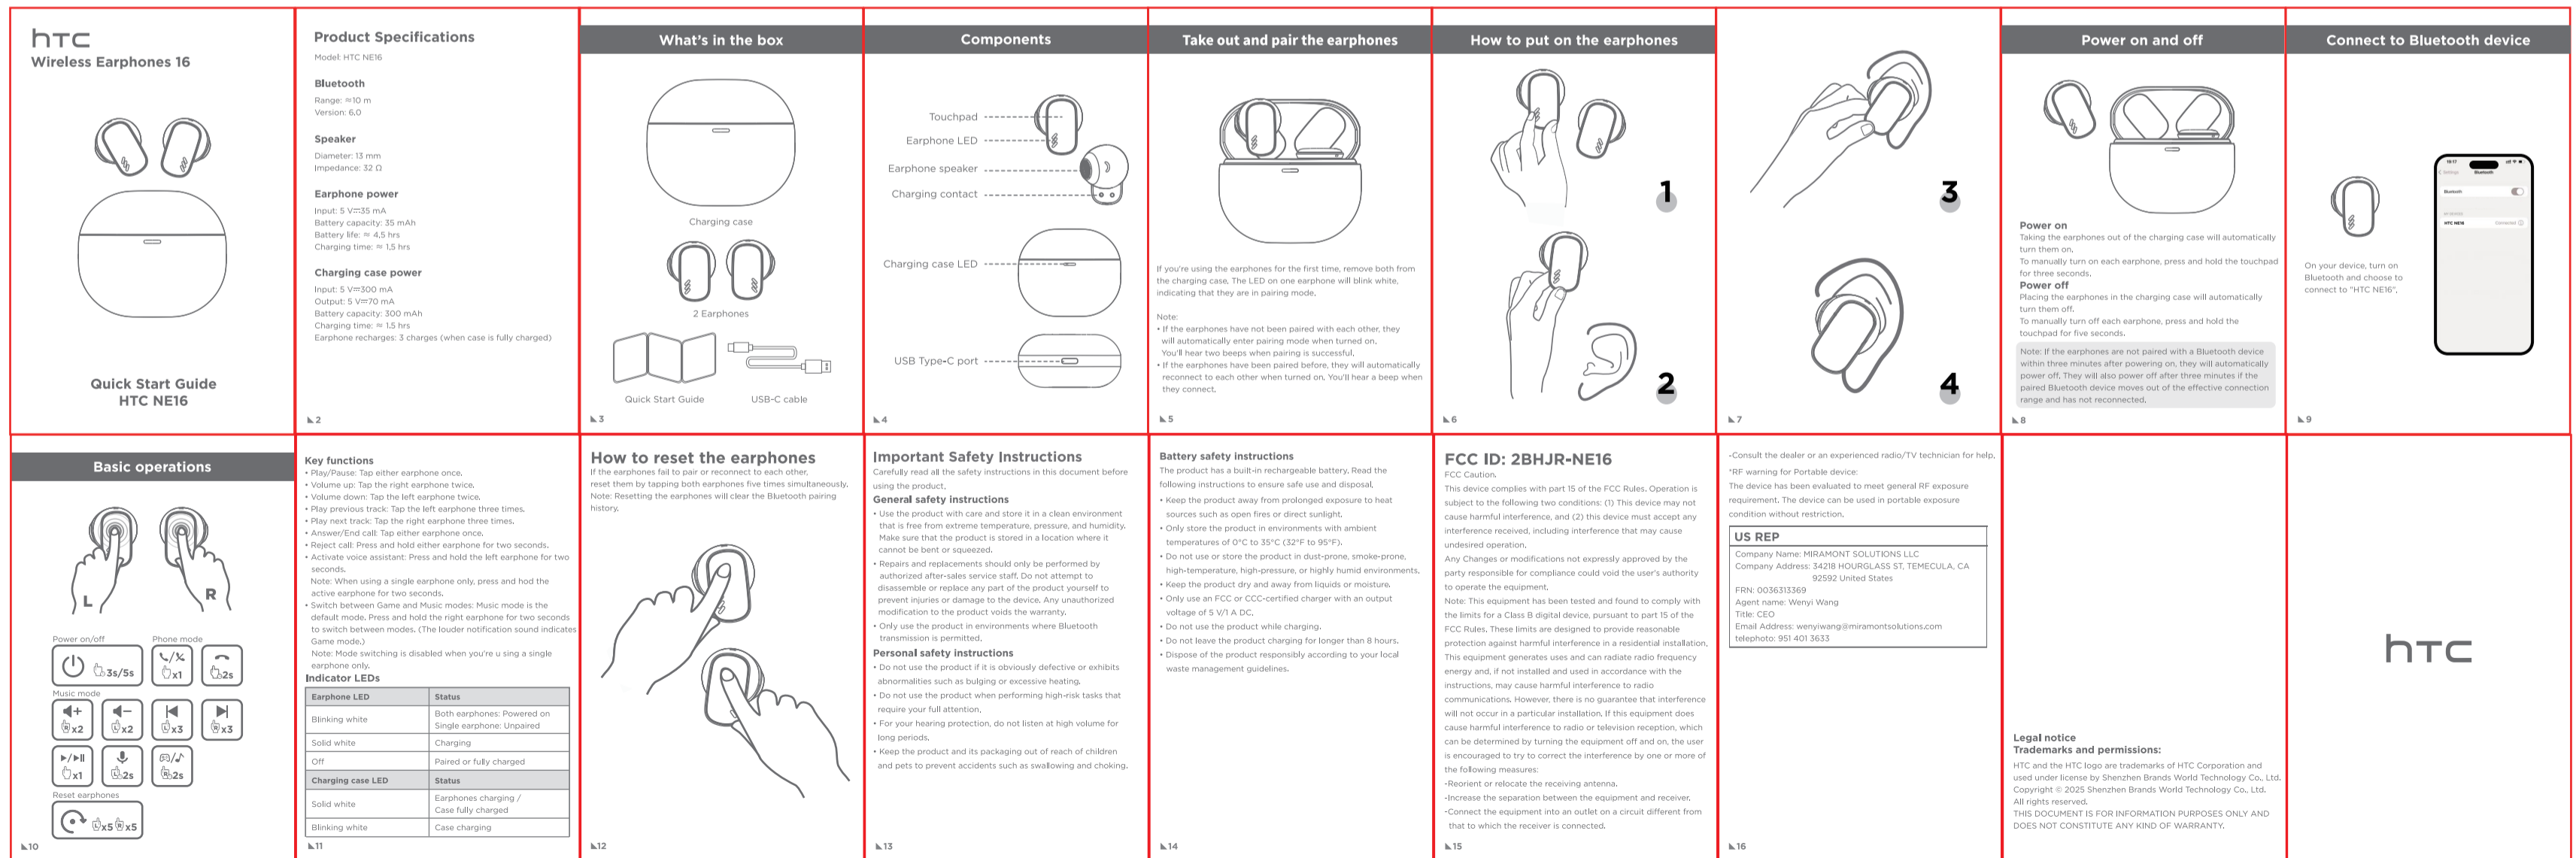 hTC
Wireless Earphones 16
Quick Start Guide
HTC NE16
Product Specifications
Model: HTC NE16
Bluetooth
Range: ≈10 m
Version: 6.0
Speaker
Diameter: 13 mm
Impedance: 32 Ω
Earphone power
Input: 5 V⎓35 mA
Battery capacity: 35 mAh
Battery life: ≈ 4.5 hrs
Charging time: ≈ 1.5 hrs
Charging case power
Input: 5 V⎓300 mA
Output: 5 V⎓70 mA
Battery capacity: 300 mAh
Charging time: ≈ 1.5 hrs
Earphone recharges: 3 charges (when case is fully charged)
2
What's in the box
Charging case
2 Earphones
Quick Start Guide
USB-C cable
3
Components
Touchpad
Earphone LED
Earphone speaker
Charging contact
Charging case LED
USB Type-C port
4
Take out and pair the earphones
If you're using the earphones for the first time, remove both from
the charging case. The LED on one earphone will blink white,
indicating that they are in pairing mode.
Note:
• If the earphones have not been paired with each other, they
will automatically enter pairing mode when turned on.
You'll hear two beeps when pairing is successful.
• If the earphones have been paired before, they will automatically
reconnect to each other when turned on. You'll hear a beep when
they connect.
5
How to put on the earphones
1
2
6
3
4
7
Power on and off
Power on
Taking the earphones out of the charging case will automatically
turn them on.
To manually turn on each earphone, press and hold the touchpad
for three seconds.
Power off
Placing the earphones in the charging case will automatically
turn them off.
To manually turn off each earphone, press and hold the
touchpad for five seconds.
Note: If the earphones are not paired with a Bluetooth device
within three minutes after powering on, they will automatically
power off. They will also power off after three minutes if the
paired Bluetooth device moves out of the effective connection
range and has not reconnected.
8
Connect to Bluetooth device
On your device, turn on
Bluetooth and choose to
connect to "HTC NE16".
10:17
Settings
Bluetooth
Bluetooth
MY DEVICES
HTC NE16
Connected
9
Basic operations
L
R
Power on/off
3s/5s
Phone mode
x1
2s
Music mode
R x2
L x2
L x3
R x3
x1
L 2s
R 2s
Reset earphones
L x5 R x5
10
Key functions
• Play/Pause: Tap either earphone once.
• Volume up: Tap the right earphone twice.
• Volume down: Tap the left earphone twice.
• Play previous track: Tap the left earphone three times.
• Play next track: Tap the right earphone three times.
• Answer/End call: Tap either earphone once.
• Reject call: Press and hold either earphone for two seconds.
• Activate voice assistant: Press and hold the left earphone for two
seconds.
Note: When using a single earphone only, press and hod the
active earphone for two seconds.
• Switch between Game and Music modes: Music mode is the
default mode. Press and hold the right earphone for two seconds
to switch between modes. (The louder notification sound indicates
Game mode.)
Note: Mode switching is disabled when you're u sing a single
earphone only.
Indicator LEDs
Earphone LED
Status
Blinking white
Both earphones: Powered on
Single earphone: Unpaired
Solid white
Charging
Off
Paired or fully charged
Charging case LED
Status
Solid white
Earphones charging /
Case fully charged
Blinking white
Case charging
11
How to reset the earphones
If the earphones fail to pair or reconnect to each other,
reset them by tapping both earphones five times simultaneously.
Note: Resetting the earphones will clear the Bluetooth pairing
history.
12
Important Safety Instructions
Carefully read all the safety instructions in this document before
using the product.
General safety instructions
• Use the product with care and store it in a clean environment
that is free from extreme temperature, pressure, and humidity.
Make sure that the product is stored in a location where it
cannot be bent or squeezed.
• Repairs and replacements should only be performed by
authorized after-sales service staff. Do not attempt to
disassemble or replace any part of the product yourself to
prevent injuries or damage to the device. Any unauthorized
modification to the product voids the warranty.
• Only use the product in environments where Bluetooth
transmission is permitted.
Personal safety instructions
• Do not use the product if it is obviously defective or exhibits
abnormalities such as bulging or excessive heating.
• Do not use the product when performing high-risk tasks that
require your full attention.
• For your hearing protection, do not listen at high volume for
long periods.
• Keep the product and its packaging out of reach of children
and pets to prevent accidents such as swallowing and choking.
13
Battery safety instructions
The product has a built-in rechargeable battery. Read the
following instructions to ensure safe use and disposal.
• Keep the product away from prolonged exposure to heat
sources such as open fires or direct sunlight.
• Only store the product in environments with ambient
temperatures of 0°C to 35°C (32°F to 95°F).
• Do not use or store the product in dust-prone, smoke-prone,
high-temperature, high-pressure, or highly humid environments.
• Keep the product dry and away from liquids or moisture.
• Only use an FCC or CCC-certified charger with an output
voltage of 5 V/1 A DC.
• Do not use the product while charging.
• Do not leave the product charging for longer than 8 hours.
• Dispose of the product responsibly according to your local
waste management guidelines.
14
FCC ID: 2BHJR-NE16
FCC Caution.
This device complies with part 15 of the FCC Rules. Operation is
subject to the following two conditions: (1) This device may not
cause harmful interference, and (2) this device must accept any
interference received, including interference that may cause
undesired operation.
Any Changes or modifications not expressly approved by the
party responsible for compliance could void the user's authority
to operate the equipment.
Note: This equipment has been tested and found to comply with
the limits for a Class B digital device, pursuant to part 15 of the
FCC Rules. These limits are designed to provide reasonable
protection against harmful interference in a residential installation.
This equipment generates uses and can radiate radio frequency
energy and, if not installed and used in accordance with the
instructions, may cause harmful interference to radio
communications. However, there is no guarantee that interference
will not occur in a particular installation. If this equipment does
cause harmful interference to radio or television reception, which
can be determined by turning the equipment off and on, the user
is encouraged to try to correct the interference by one or more of
the following measures:
-Reorient or relocate the receiving antenna.
-Increase the separation between the equipment and receiver.
-Connect the equipment into an outlet on a circuit different from
that to which the receiver is connected.
15
-Consult the dealer or an experienced radio/TV technician for help.
*RF warning for Portable device:
The device has been evaluated to meet general RF exposure
requirement. The device can be used in portable exposure
condition without restriction.
US REP
Company Name: MIRAMONT SOLUTIONS LLC
Company Address: 34218 HOURGLASS ST, TEMECULA, CA
92592 United States
FRN: 0036313369
Agent name: Wenyi Wang
Title: CEO
Email Address: wenyiwang@miramontsolutions.com
telephoto: 951 401 3633
16
Legal notice
Trademarks and permissions:
HTC and the HTC logo are trademarks of HTC Corporation and
used under license by Shenzhen Brands World Technology Co., Ltd.
Copyright © 2025 Shenzhen Brands World Technology Co., Ltd.
All rights reserved.
THIS DOCUMENT IS FOR INFORMATION PURPOSES ONLY AND
DOES NOT CONSTITUTE ANY KIND OF WARRANTY.
hTC